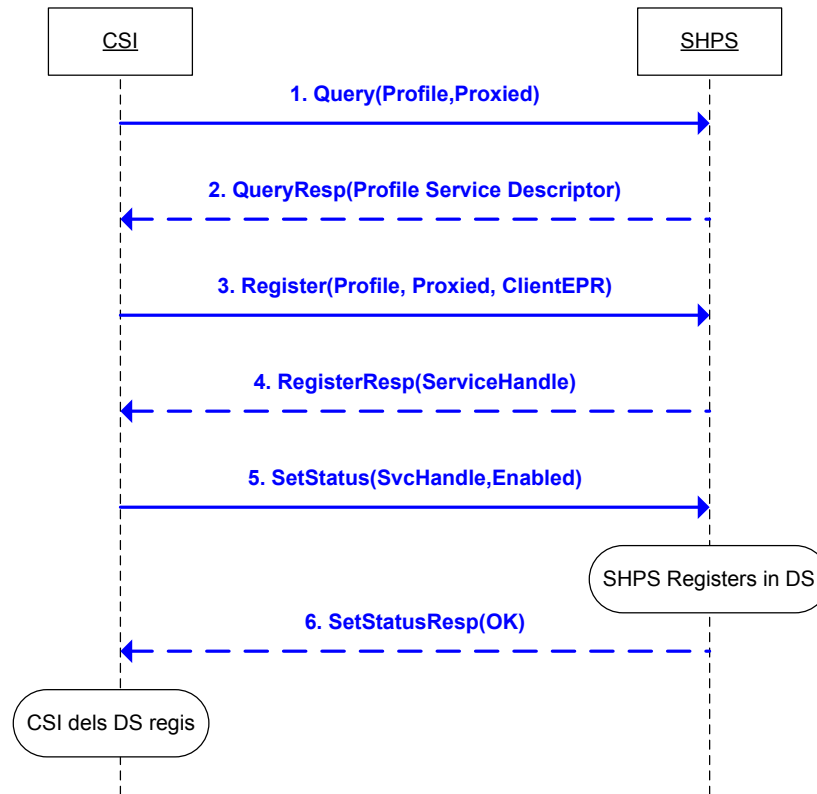 CSI
SHPS
1. Query(Profile,Proxied)
2. QueryResp(Profile Service Descriptor)
3. Register(Profile, Proxied, ClientEPR)
4. RegisterResp(ServiceHandle)
5. SetStatus(SvcHandle,Enabled)
SHPS Registers in DS
6. SetStatusResp(OK)
CSI dels DS regis